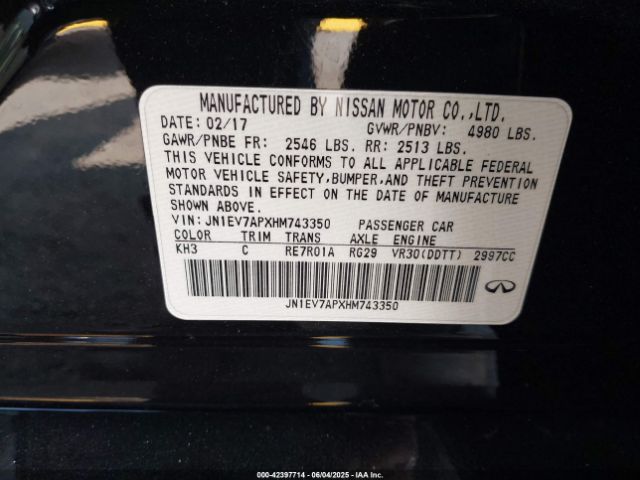 MANUFACTURED BY NISSAN MOTOR CO.,LTD.
DATE: 02/17 GVWR/PNBV: 4980 LBS.
GAWR/PNBE FR: 2546 LBS. RR: 2513 LBS.
THIS VEHICLE CONFORMS TO ALL APPLICABLE FEDERAL
MOTOR VEHICLE SAFETY,BUMPER,AND THEFT PREVENTION
STANDARDS IN EFFECT ON THE DATE OF MANUFACTURE
SHOWN ABOVE.
VIN: JN1EV7APXHM743350 PASSENGER CAR
COLOR TRIM TRANS AXLE ENGINE
KH3 C RE7R01A RG29 VR30(DDTT) 2997CC
JN1EV7APXHM743350
000-42397714 - 06/04/2025 - IAA, Inc.